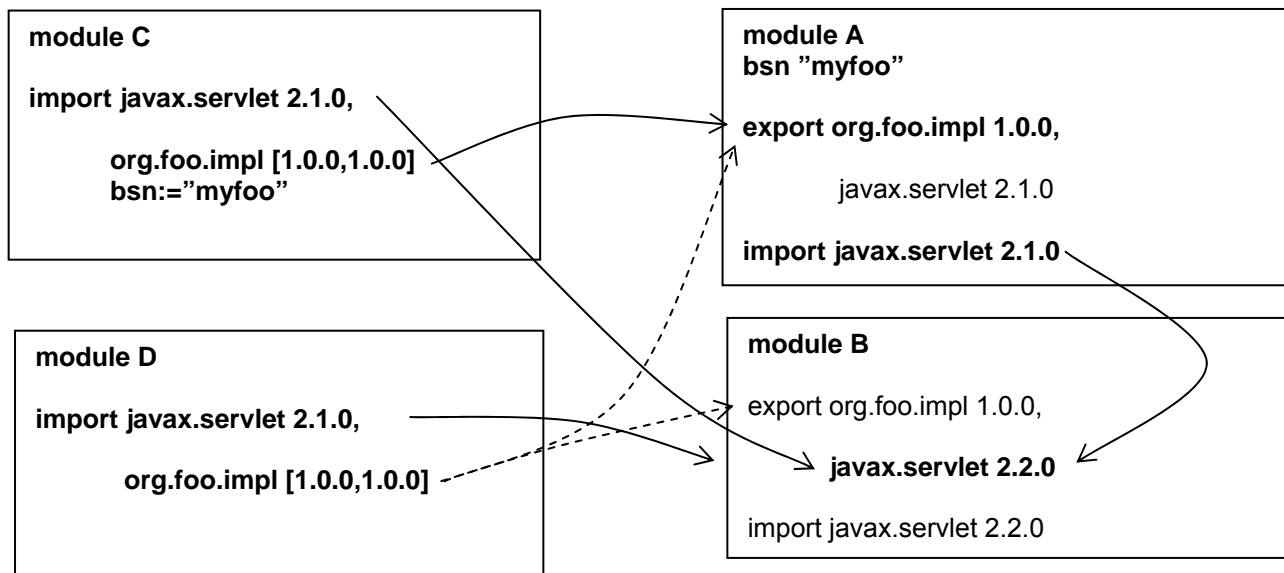 module C
import javax.servlet 2.1.0,
org.foo.impl [1.0.0,1.0.0]
bsn:=”myfoo”
module A
bsn ”myfoo”
export org.foo.impl 1.0.0,
javax.servlet 2.1.0
import javax.servlet 2.1.0
module D
import javax.servlet 2.1.0,
org.foo.impl [1.0.0,1.0.0]
module B
export org.foo.impl 1.0.0,
javax.servlet 2.2.0
import javax.servlet 2.2.0